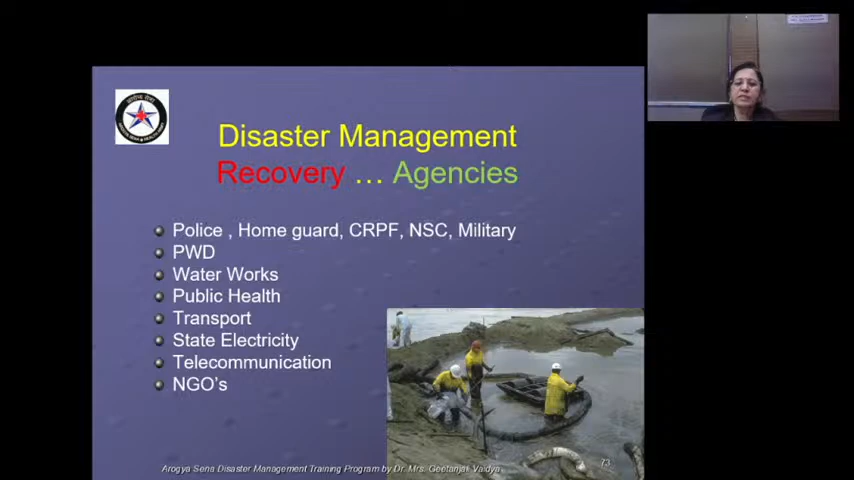 Disaster Management
Recovery ... Agencies
Police , Home guard, CRPF, NSC, Military
PWD
Water Works
Public Health
Transport
State Electricity
Telecommunication
NGO's
Arogya Sena Disaster Management Training Program by Dr. Mrs. Geetanjali Vaidya
73